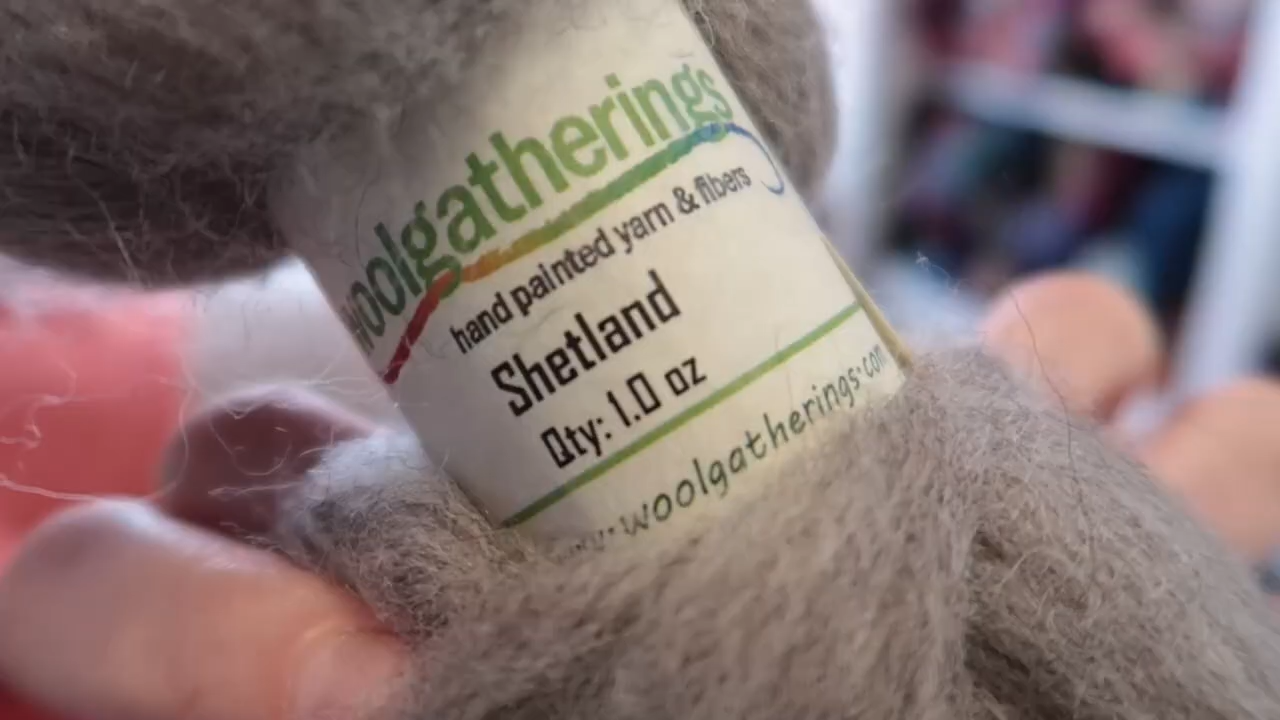 woolgatherings
hand painted yarn & fibers
Shetland
Qty: 1.0 oz
woolgatherings.com